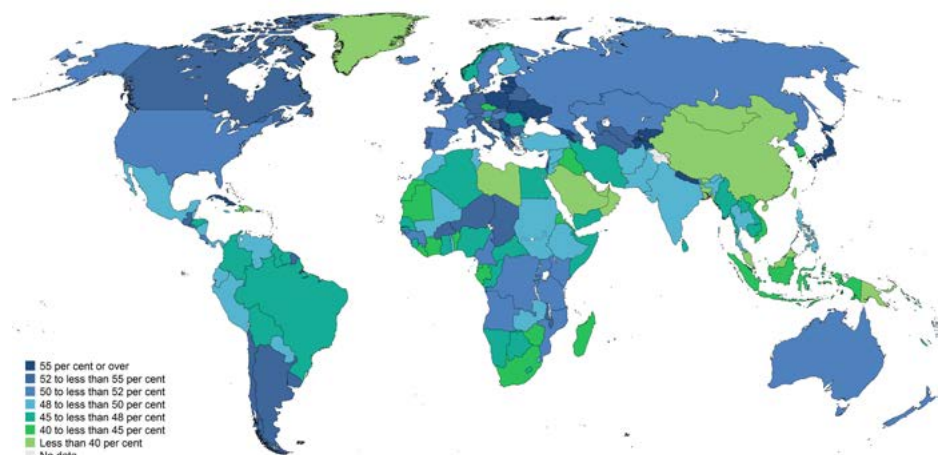 55 per cent or over
52 to less than 55 per cent
50 to less than 52 per cent
48 to less than 50 per cent
45 to less than 48 per cent
40 to less than 45 per cent
Less than 40 per cent
No data